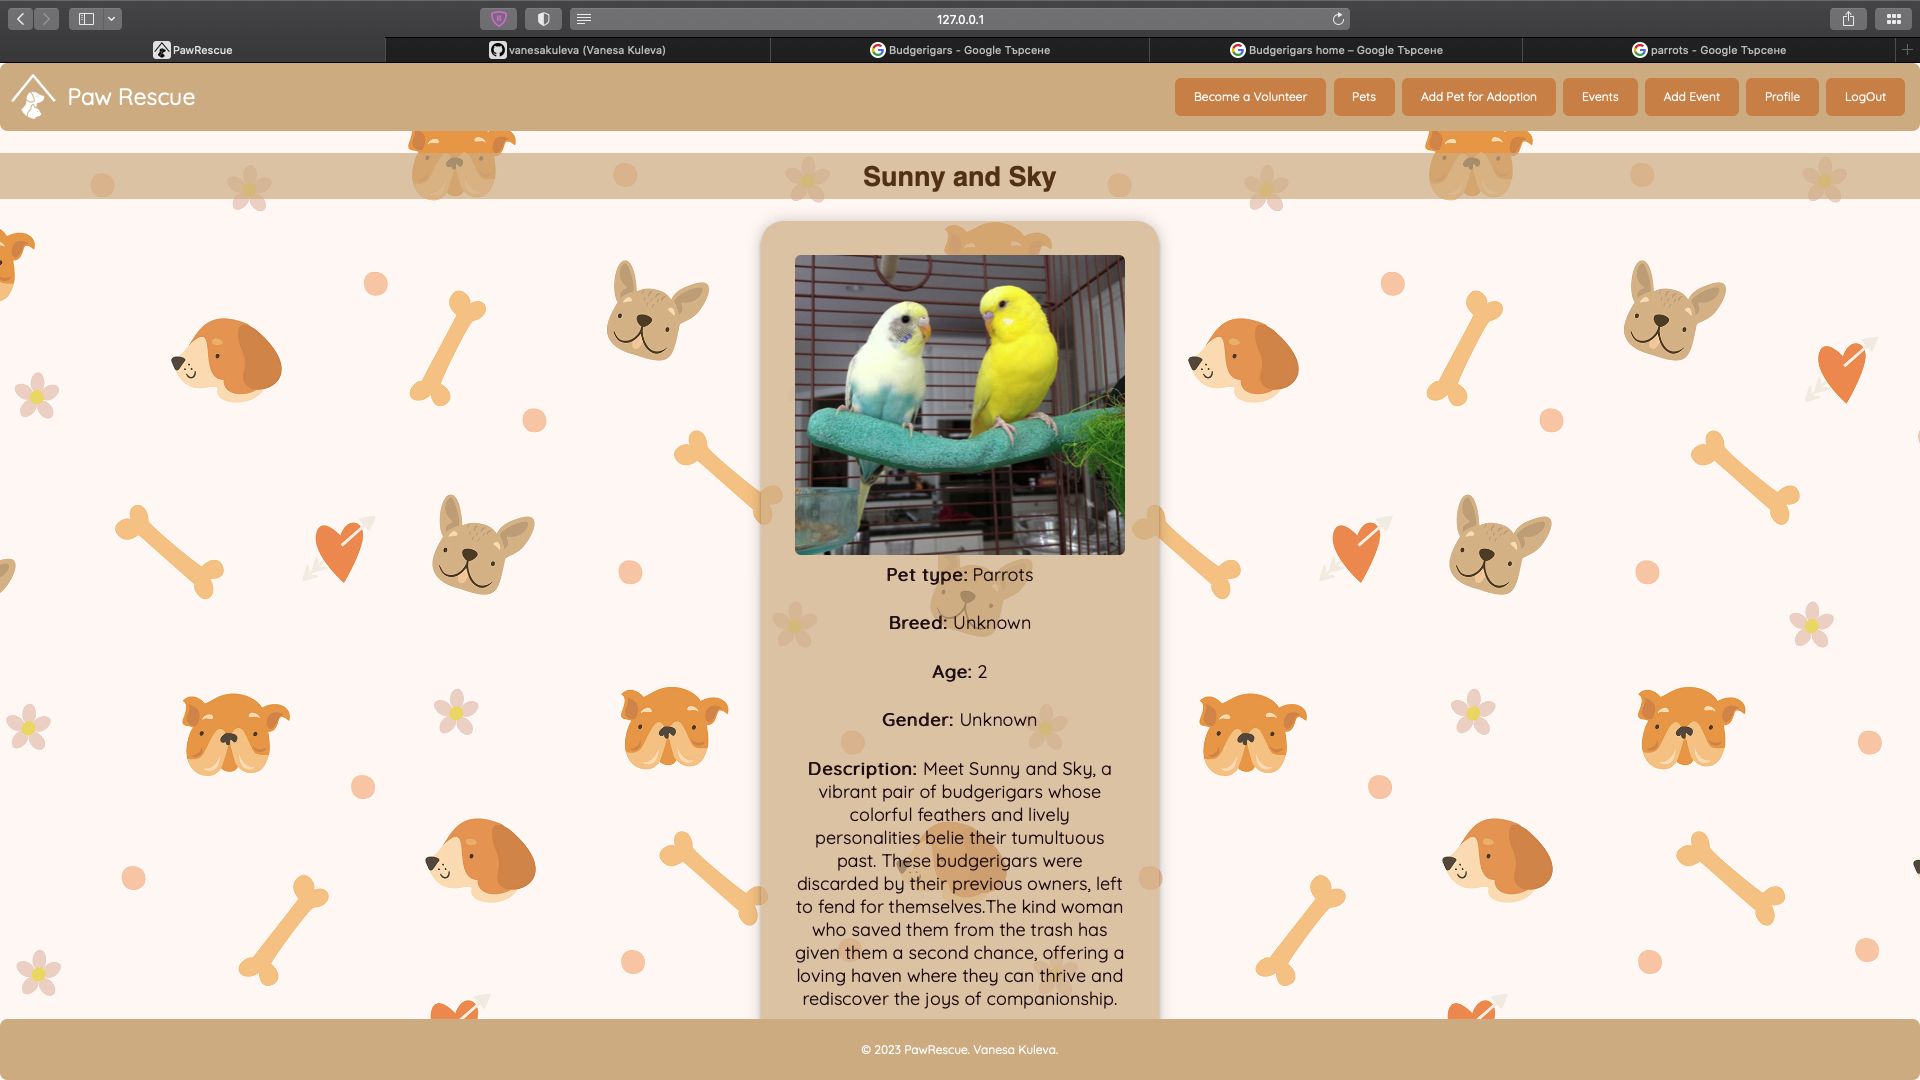 127.0.0.1
PawRescue
vanesakuleva (Vanesa Kuleva)
Budgerigars - Google Търсене
Budgerigars home – Google Търсене
parrots - Google Търсене
Paw Rescue
Become a Volunteer
Pets
Add Pet for Adoption
Events
Add Event
Profile
LogOut
Sunny and Sky
Pet type: Parrots
Breed: Unknown
Age: 2
Gender: Unknown
Description: Meet Sunny and Sky, a
vibrant pair of budgerigars whose
colorful feathers and lively
personalities belie their tumultuous
past. These budgerigars were
discarded by their previous owners, left
to fend for themselves.The kind woman
who saved them from the trash has
given them a second chance, offering a
loving haven where they can thrive and
rediscover the joys of companionship.
© 2023 PawRescue. Vanesa Kuleva.